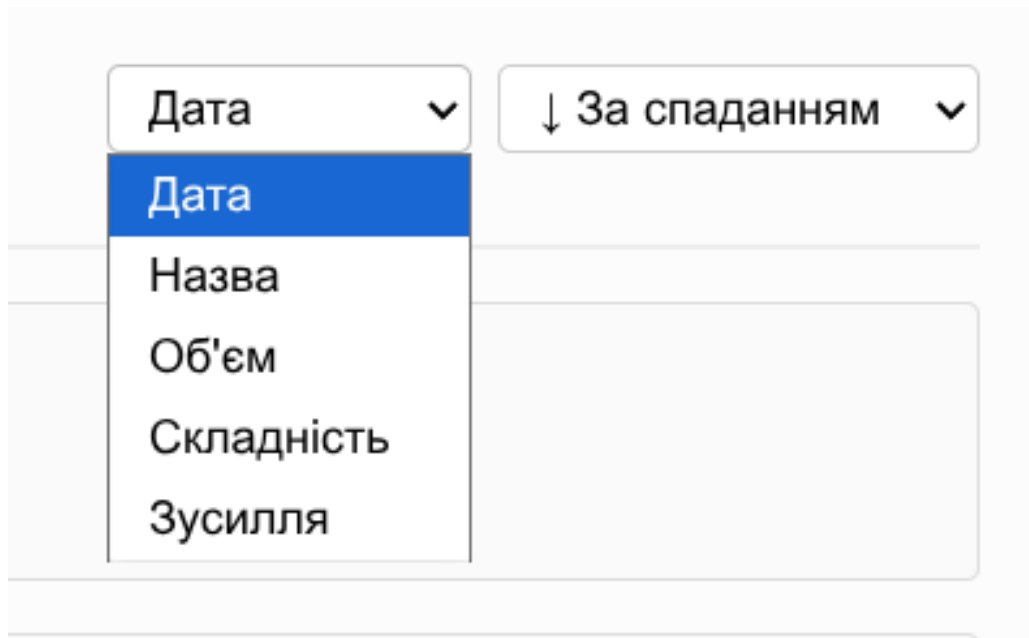 Дата ↓ За спаданням
Дата
Назва
Об'єм
Складність
Зусилля